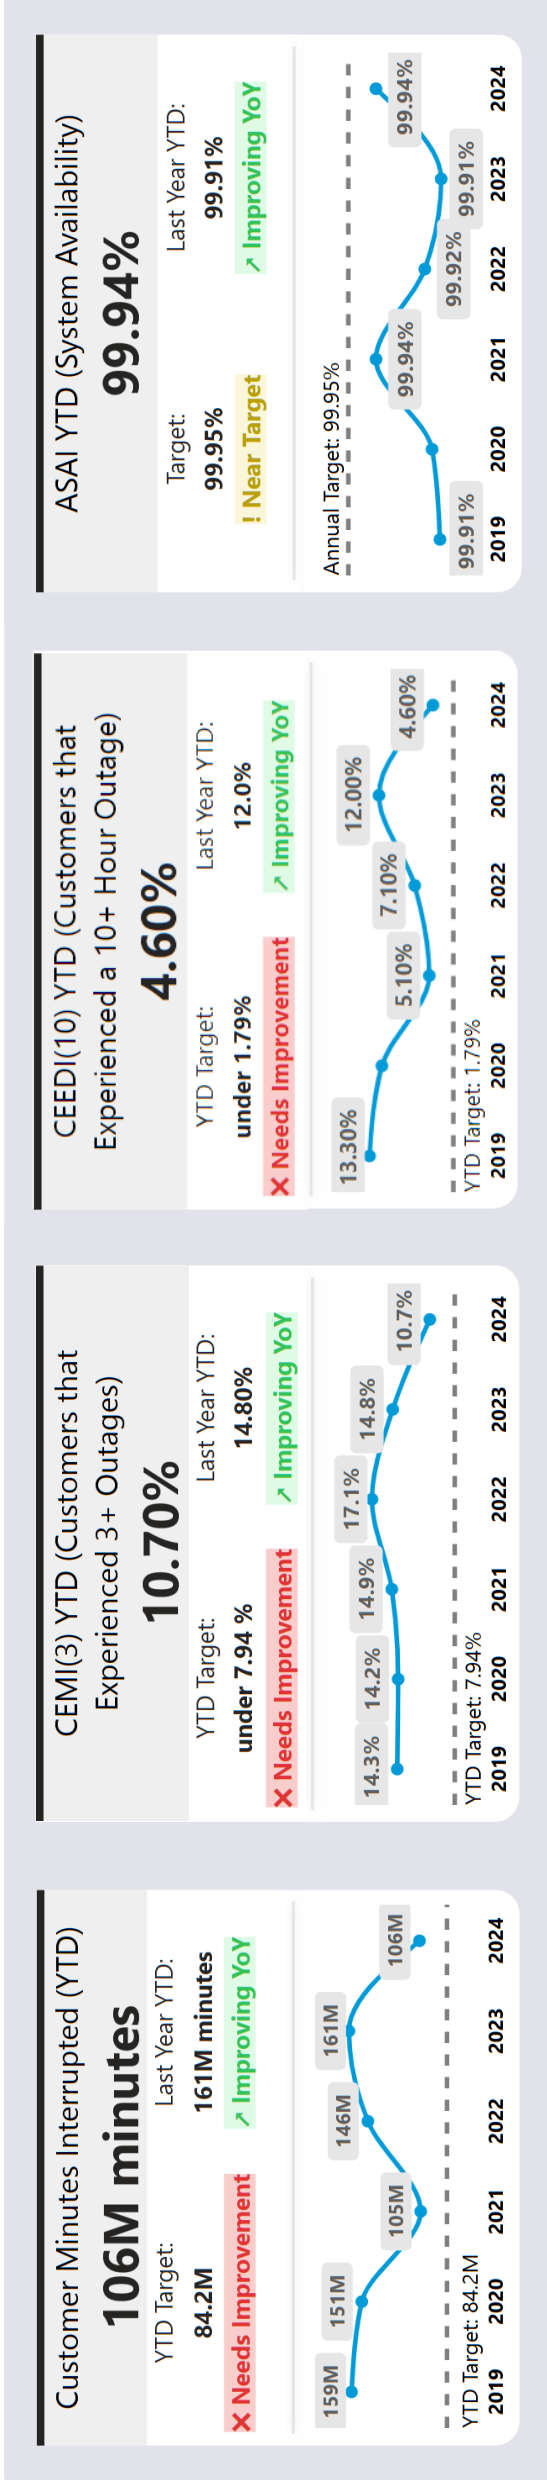 Customer Minutes Interrupted (YTD)
106M minutes
YTD Target:
84.2M
❌ Needs Improvement
Last Year YTD:
161M minutes
↗ Improving YoY
159M
151M
105M
146M
161M
106M
YTD Target: 84.2M
2019
2020
2021
2022
2023
2024
CEMI(3) YTD (Customers that
Experienced 3+ Outages)
10.70%
YTD Target:
under 7.94 %
❌ Needs Improvement
Last Year YTD:
14.80%
↗ Improving YoY
14.3%
14.2%
14.9%
17.1%
14.8%
10.7%
YTD Target: 7.94%
2019
2020
2021
2022
2023
2024
CEEDI(10) YTD (Customers that
Experienced a 10+ Hour Outage)
4.60%
YTD Target:
under 1.79%
❌ Needs Improvement
Last Year YTD:
12.0%
↗ Improving YoY
13.30%
5.10%
7.10%
12.00%
4.60%
YTD Target: 1.79%
2019
2020
2021
2022
2023
2024
ASAI YTD (System Availability)
99.94%
Target:
99.95%
! Near Target
Last Year YTD:
99.91%
↗ Improving YoY
Annual Target: 99.95%
99.91%
99.94%
99.92%
99.91%
99.94%
2019
2020
2021
2022
2023
2024